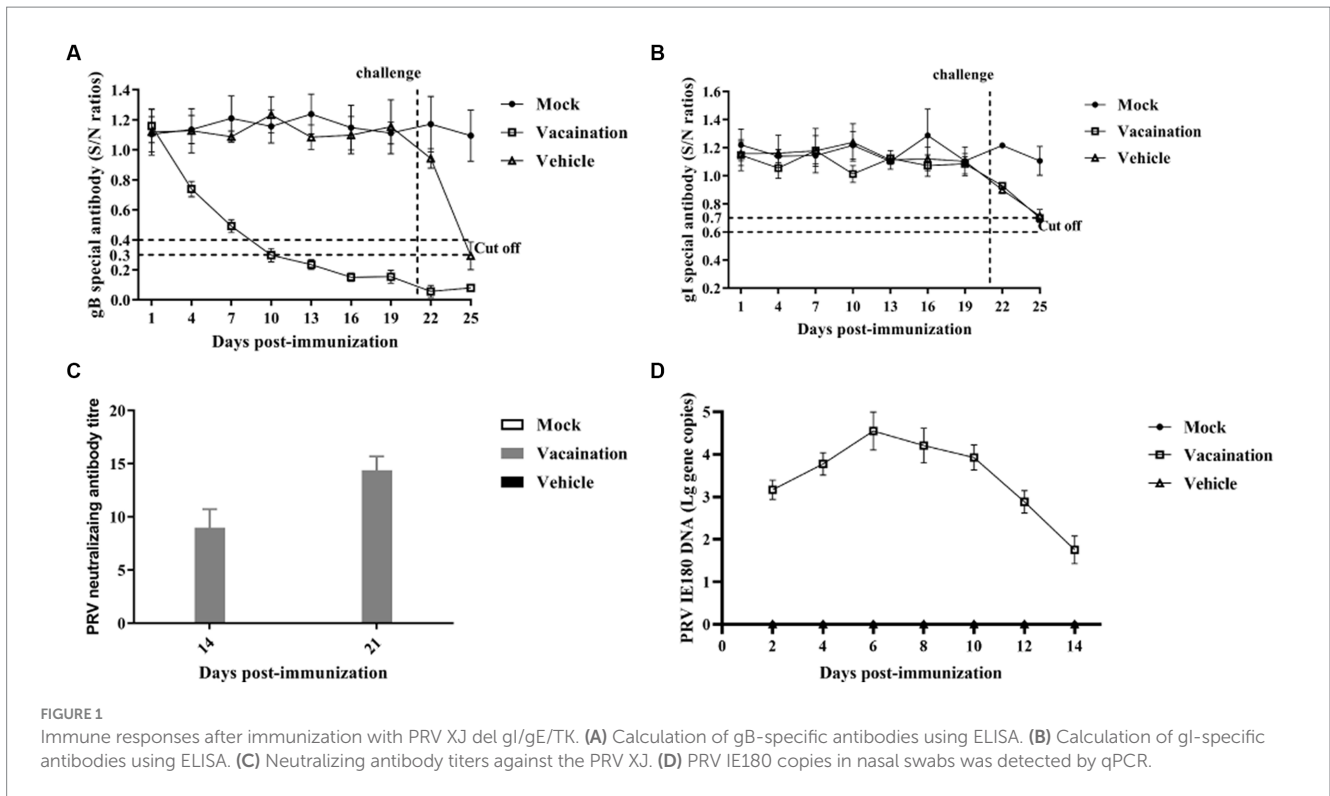 A
challenge
gB special antibody (S/N ratios)
1.4
1.2
1.0
0.8
0.6
0.4
0.3
0.2
0.0
Cut off
1 4 7 10 13 16 19 22 25
Days post-immunization
Mock
Vacaination
Vehicle
B
challenge
gI special antibody (S/N ratios)
1.6
1.4
1.2
1.0
0.8
0.7
0.6
0.4
0.2
Cut off
1 4 7 10 13 16 19 22 25
Days post-immunization
Mock
Vacaination
Vehicle
C
PRV neutralizaing antibody titre
20
15
10
5
0
14 21
Days post-immunization
Mock
Vacaination
Vehicle
D
PRV IE180 DNA (Lg gene copies)
5
4
3
2
1
0
0 2 4 6 8 10 12 14
Days post-immunization
Mock
Vacaination
Vehicle
FIGURE 1
Immune responses after immunization with PRV XJ del gI/gE/TK. (A) Calculation of gB-specific antibodies using ELISA. (B) Calculation of gI-specific
antibodies using ELISA. (C) Neutralizing antibody titers against the PRV XJ. (D) PRV IE180 copies in nasal swabs was detected by qPCR.